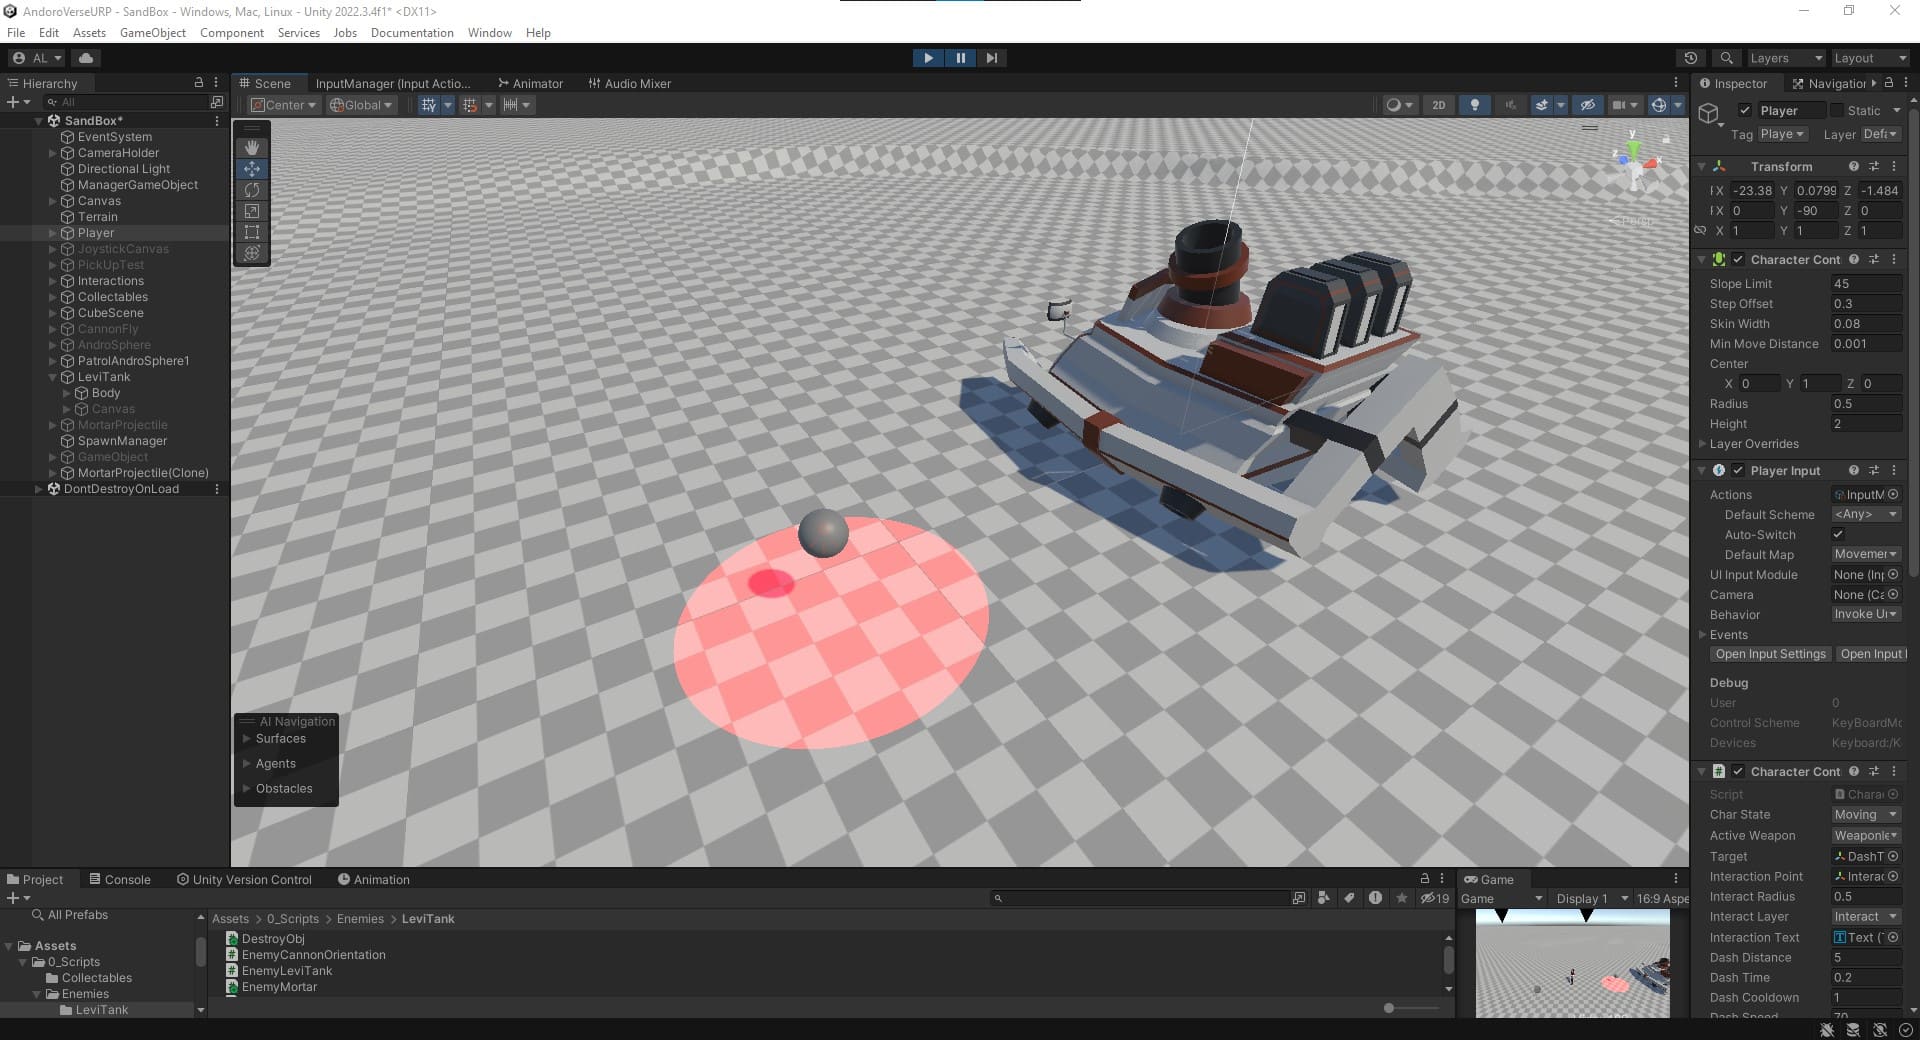 AndoroVerseURP - SandBox - Windows, Mac, Linux - Unity 2022.3.4f1* <DX11>
File Edit Assets GameObject Component Services Jobs Documentation Window Help
AL Layers Layout
Hierarchy
All
SandBox*
EventSystem
CameraHolder
Directional Light
ManagerGameObject
Canvas
Terrain
Player
JoystickCanvas
PickUpTest
Interactions
Collectables
CubeScene
CannonFly
AndroSphere
PatrolAndroSphere1
LeviTank
Body
Canvas
MortarProjectile
SpawnManager
GameObject
MortarProjectile(Clone)
DontDestroyOnLoad
Scene InputManager (Input Actio... Animator Audio Mixer
Center Global 2D
y
z x
Persp
AI Navigation
Surfaces
Agents
Obstacles
Inspector Navigation
Player Static
Tag Playe Layer Defa
Transform
X -23.38 Y 0.0799 Z -1.484
X 0 Y -90 Z 0
X 1 Y 1 Z 1
Character Cont
Slope Limit 45
Step Offset 0.3
Skin Width 0.08
Min Move Distance 0.001
Center
X 0 Y 1 Z 0
Radius 0.5
Height 2
Layer Overrides
Player Input
Actions InputM
Default Scheme <Any>
Auto-Switch
Default Map Movemer
UI Input Module None (Inp
Camera None (Ca
Behavior Invoke Un
Events
Open Input Settings Open Input
Debug
User 0
Control Scheme KeyBoardMo
Devices Keyboard:/K
Character Cont
Script Charac
Char State Moving
Active Weapon Weaponle
Target DashT
Interaction Point Interac
Interact Radius 0.5
Interact Layer Interact
Interaction Text Text (
Dash Distance 5
Dash Time 0.2
Dash Cooldown 1
Dash Speed 70
Project Console Unity Version Control Animation
19
All Prefabs
Assets
0_Scripts
Collectables
Enemies
LeviTank
Assets > 0_Scripts > Enemies > LeviTank
DestroyObj
EnemyCannonOrientation
EnemyLeviTank
EnemyMortar
Game
Game Display 1 16:9 Aspe